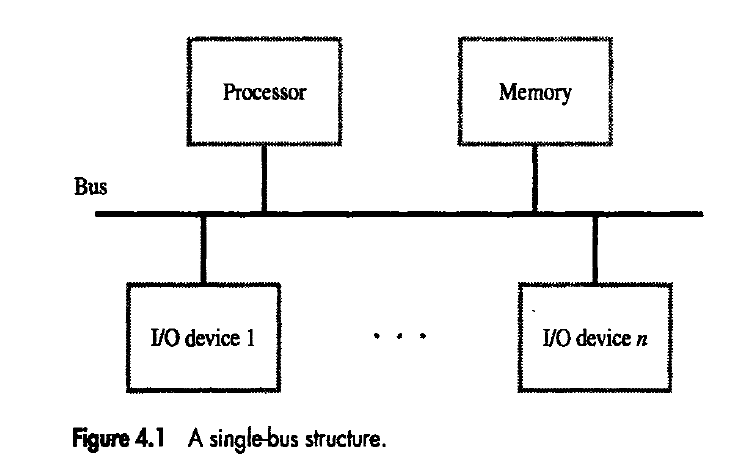 Processor
Memory
Bus
I/O device 1
. . .
I/O device n
Figure 4.1 A single-bus structure.